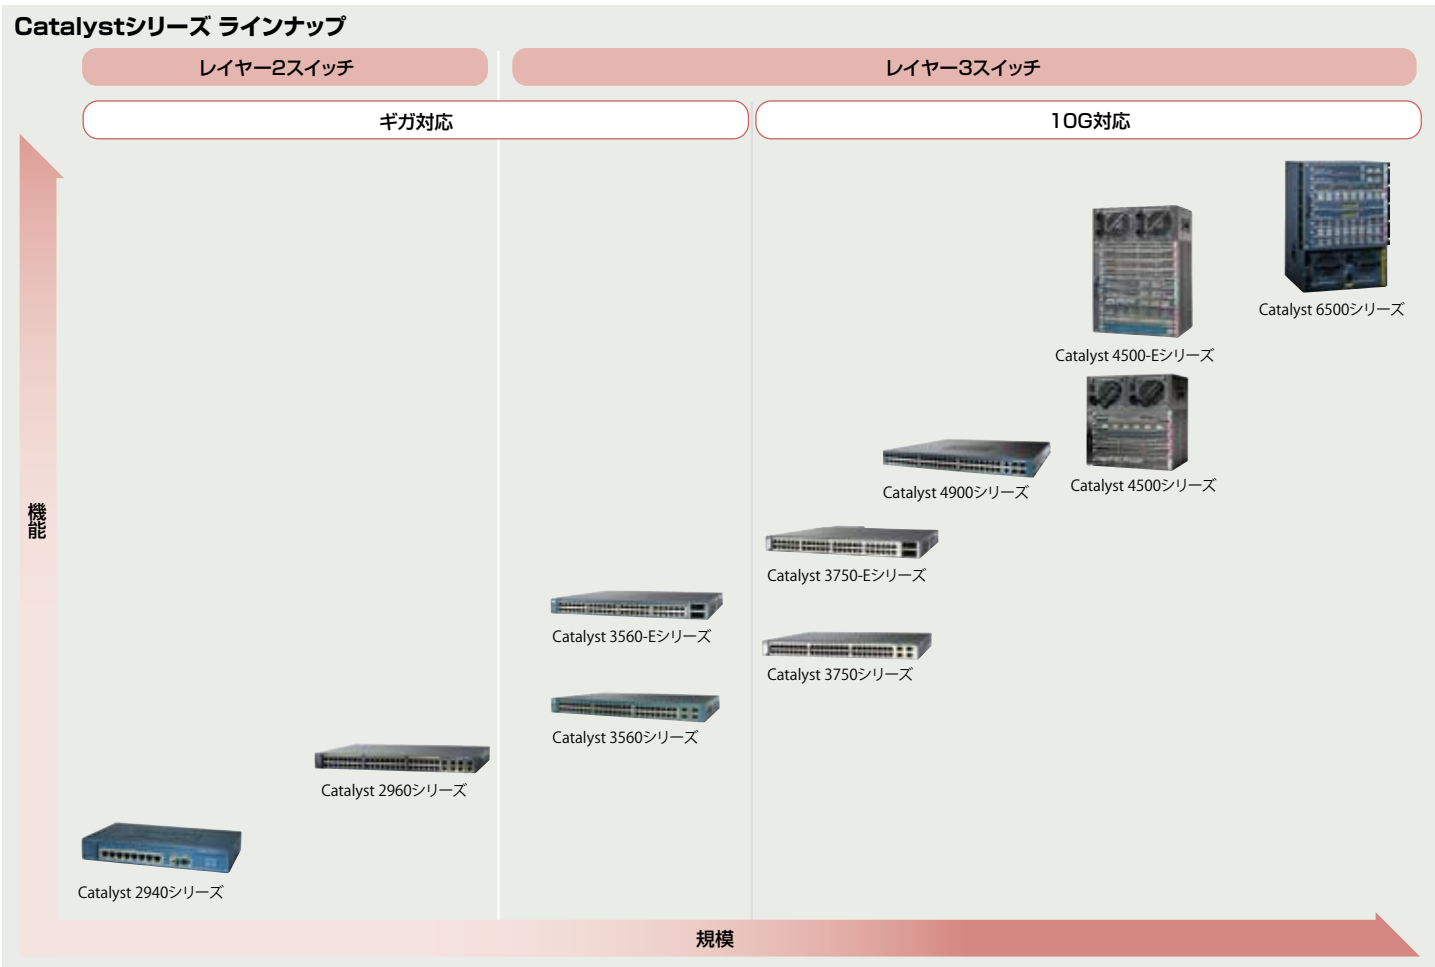 Catalystシリーズ ラインナップ
レイヤー2スイッチ
レイヤー3スイッチ
ギガ対応
10G対応
Catalyst 6500シリーズ
Catalyst 4500-Eシリーズ
Catalyst 4900シリーズ
Catalyst 4500シリーズ
機能
Catalyst 3750-Eシリーズ
Catalyst 3560-Eシリーズ
Catalyst 3750シリーズ
Catalyst 3560シリーズ
Catalyst 2960シリーズ
Catalyst 2940シリーズ
規模